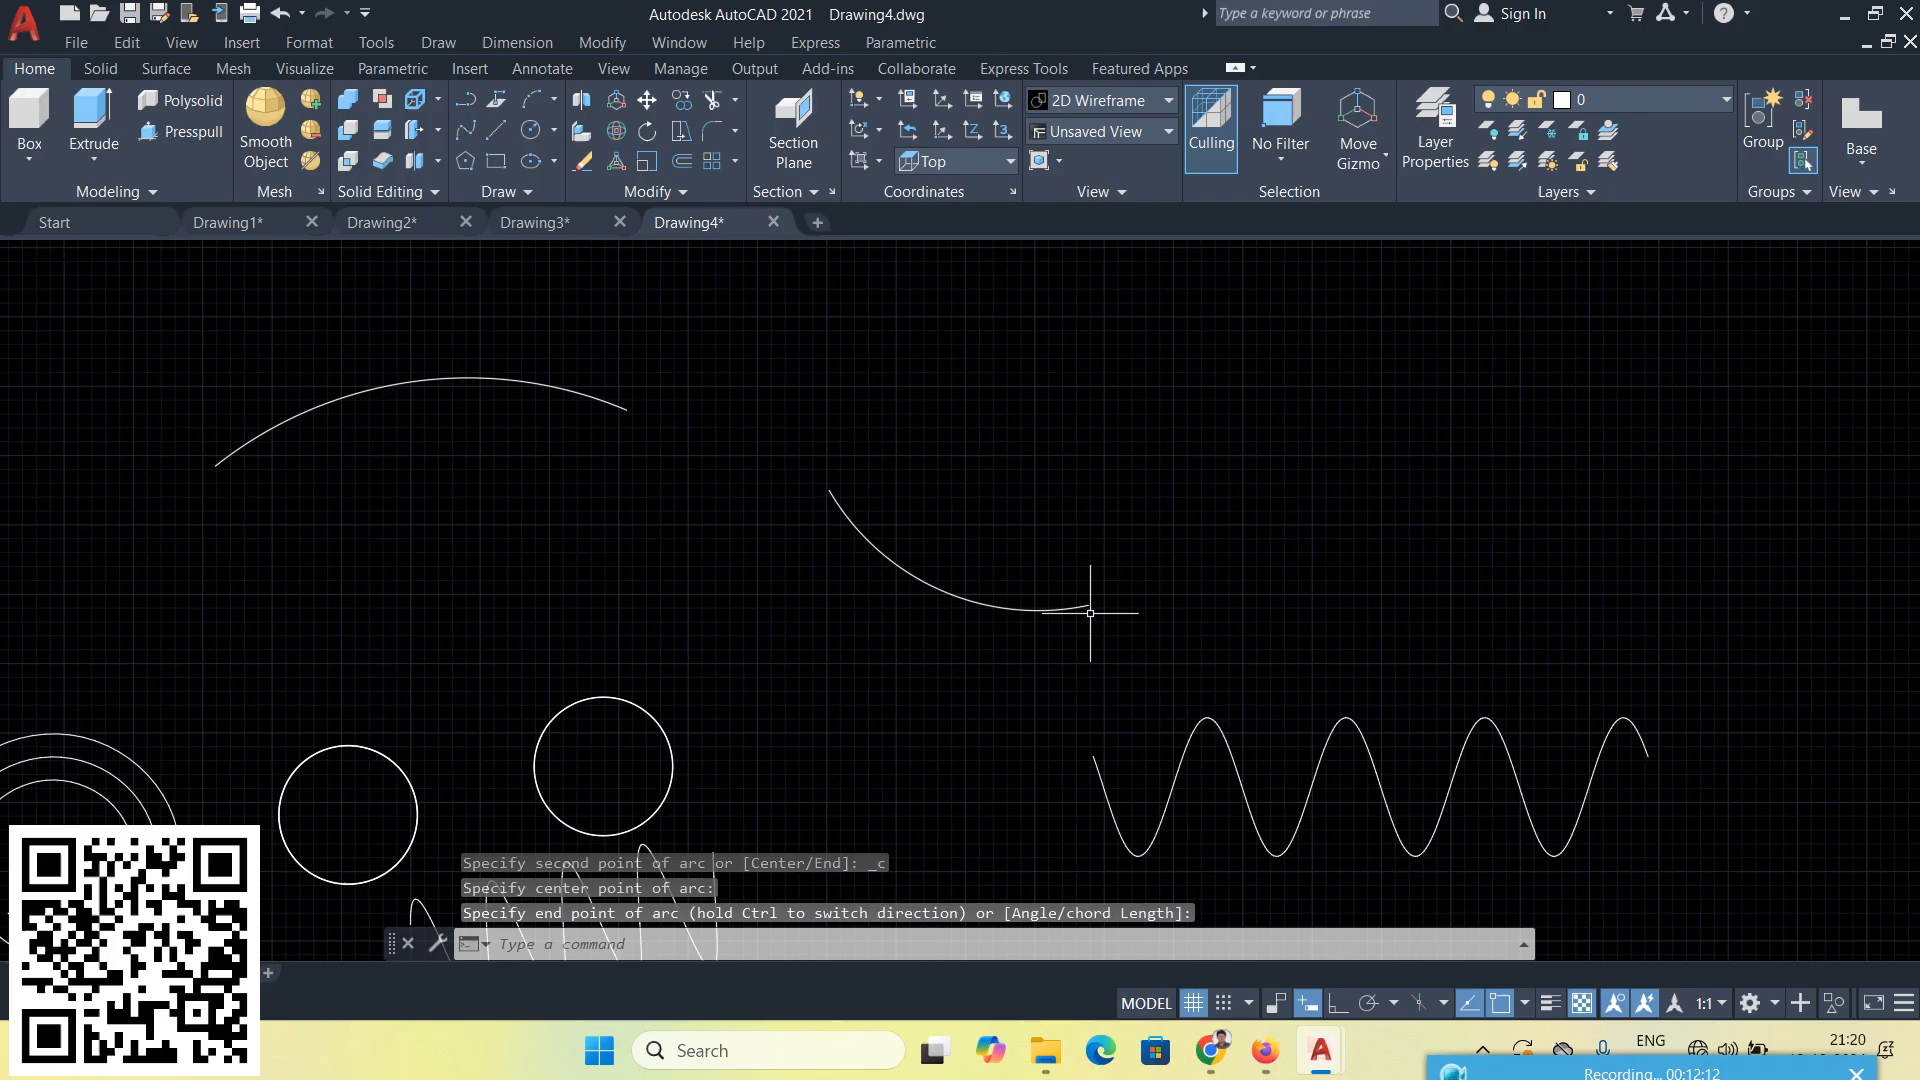 Autodesk AutoCAD 2021 Drawing4.dwg
Type a keyword or phrase
Sign In
File Edit View Insert Format Tools Draw Dimension Modify Window Help Express Parametric
Home Solid Surface Mesh Visualize Parametric Insert Annotate View Manage Output Add-ins Collaborate Express Tools Featured Apps
Box
Extrude
Polysolid
Presspull
Smooth
Object
Section
Plane
Top
2D Wireframe
Unsaved View
Culling
No Filter
Move
Gizmo
Layer
Properties
0
Group
Base
Modeling Mesh Solid Editing Draw Modify Section Coordinates View Selection Layers Groups View
Start Drawing1* Drawing2* Drawing3* Drawing4*
Specify second point of arc or [Center/End]: _c
Specify center point of arc:
Specify end point of arc (hold Ctrl to switch direction) or [Angle/chord Length]:
Type a command
MODEL
1:1
Search
ENG
21:20
Recording... 00:12:12